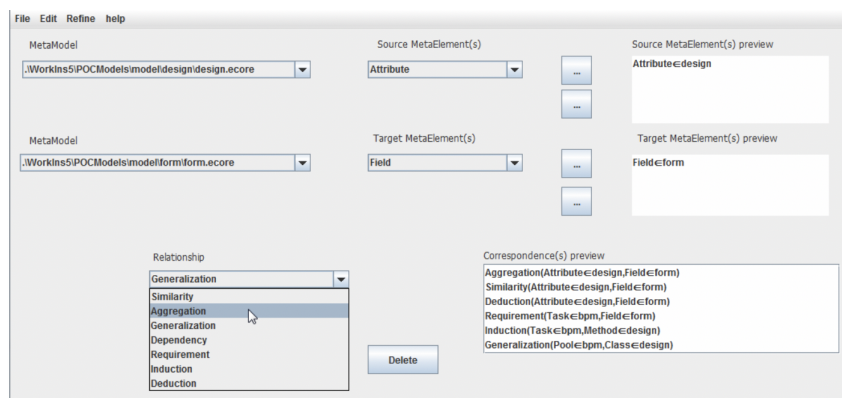 File Edit Refine help
MetaModel
Source MetaElement(s)
Source MetaElement(s) preview
.\WorkIns5\POCModels\model\design\design.ecore
Attribute
...
Attribute∈design
...
MetaModel
Target MetaElement(s)
Target MetaElement(s) preview
.\WorkIns5\POCModels\model\form\form.ecore
Field
...
Field∈form
...
Relationship
Correspondence(s) preview
Generalization
Similarity
Aggregation
Generalization
Dependency
Requirement
Induction
Deduction
Aggregation(Attribute∈design,Field∈form)
Similarity(Attribute∈design,Field∈form)
Deduction(Attribute∈design,Field∈form)
Requirement(Task∈bpm,Field∈form)
Induction(Task∈bpm,Method∈design)
Generalization(Pool∈bpm,Class∈design)
Delete